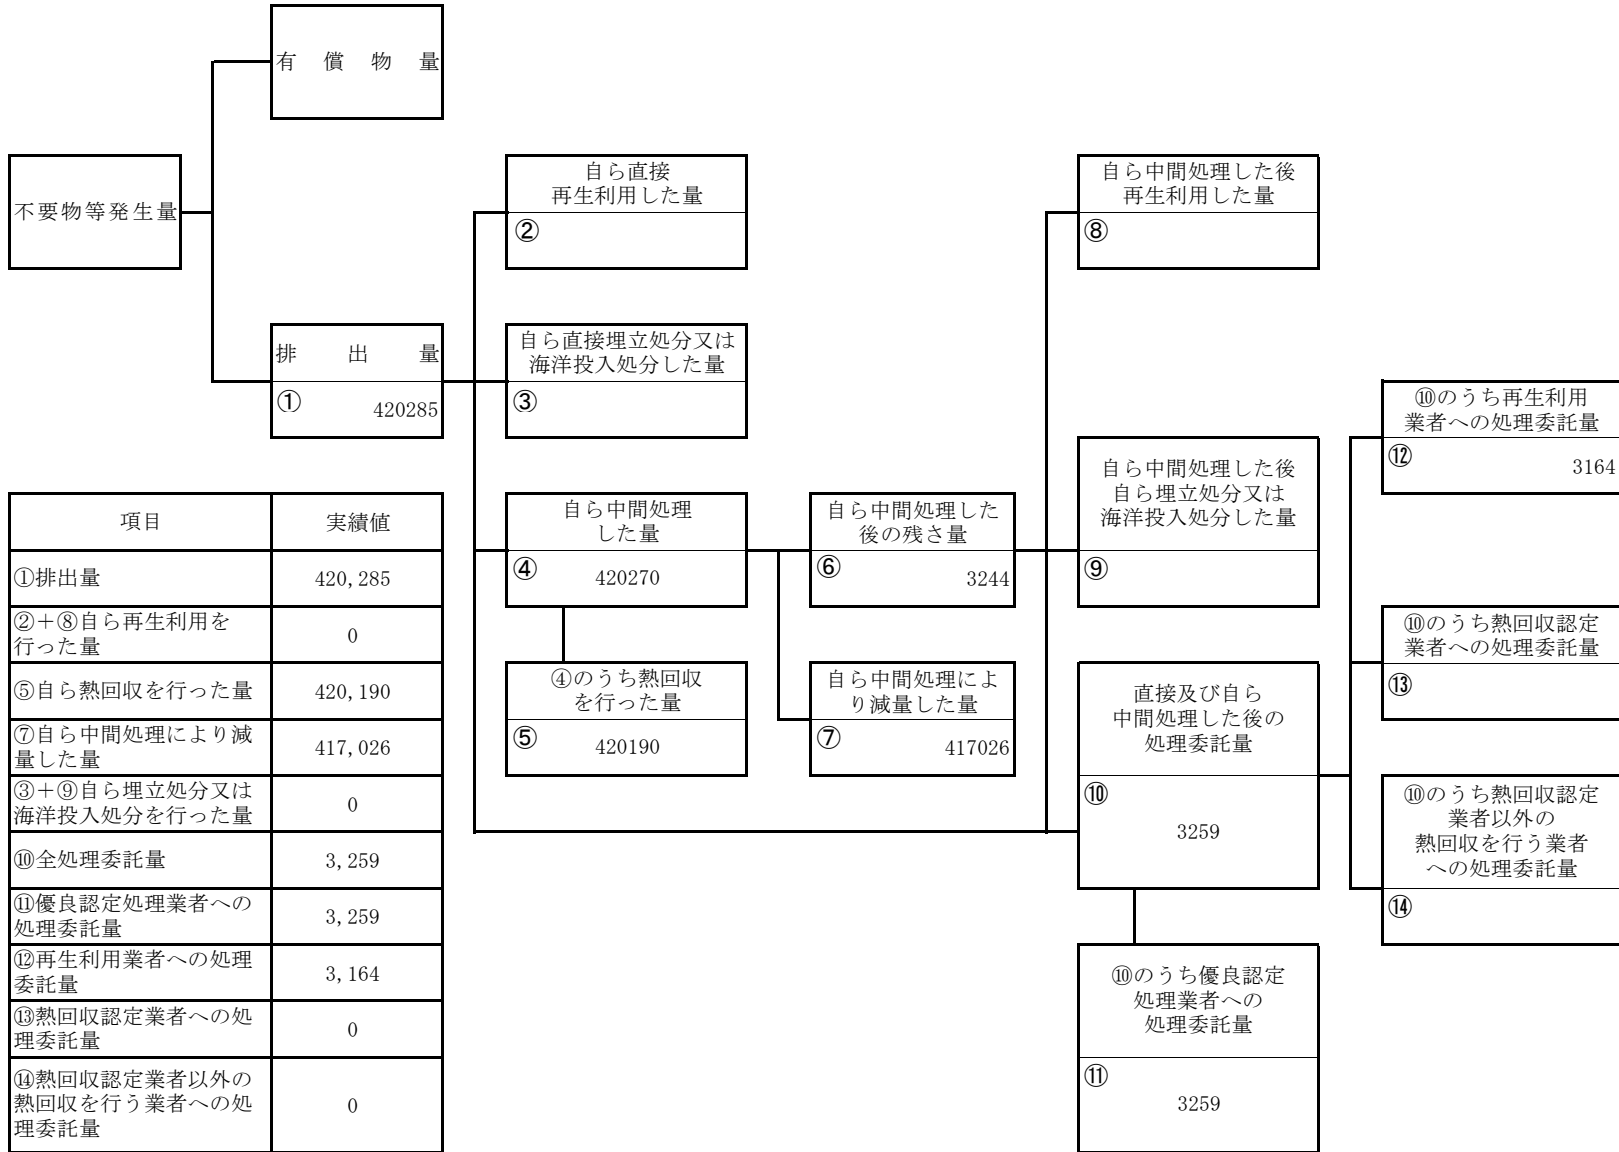 有償物量
不要物等発生量
自ら直接
再生利用した量
②
自ら中間処理した後
再生利用した量
⑧
排出量
① 420285
自ら直接埋立処分又は
海洋投入処分した量
③
⑩のうち再生利用
業者への処理委託量
⑫ 3164
自ら中間処理した後
自ら埋立処分又は
海洋投入処分した量
⑨
自ら中間処理
した量
④ 420270
自ら中間処理した
後の残さ量
⑥ 3244
⑩のうち熱回収認定
業者への処理委託量
⑬
④のうち熱回収
を行った量
⑤ 420190
自ら中間処理によ
り減量した量
⑦ 417026
直接及び自ら
中間処理した後の
処理委託量
⑩
3259
⑩のうち熱回収認定
業者以外の
熱回収を行う業者
への処理委託量
⑭
⑩のうち優良認定
処理業者への
処理委託量
⑪
3259
項目 実績値
①排出量 420,285
②+⑧自ら再生利用を
行った量 0
⑤自ら熱回収を行った量 420,190
⑦自ら中間処理により減
量した量 417,026
③+⑨自ら埋立処分又は
海洋投入処分を行った量 0
⑩全処理委託量 3,259
⑪優良認定処理業者への
処理委託量 3,259
⑫再生利用業者への処理
委託量 3,164
⑬熱回収認定業者への処
理委託量 0
⑭熱回収認定業者以外の
熱回収を行う業者への処
理委託量 0